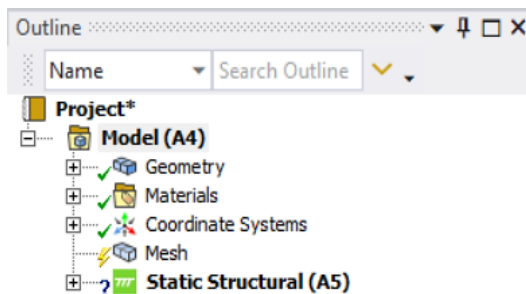 Outline
Name Search Outline
Project*
Model (A4)
Geometry
Materials
Coordinate Systems
Mesh
Static Structural (A5)